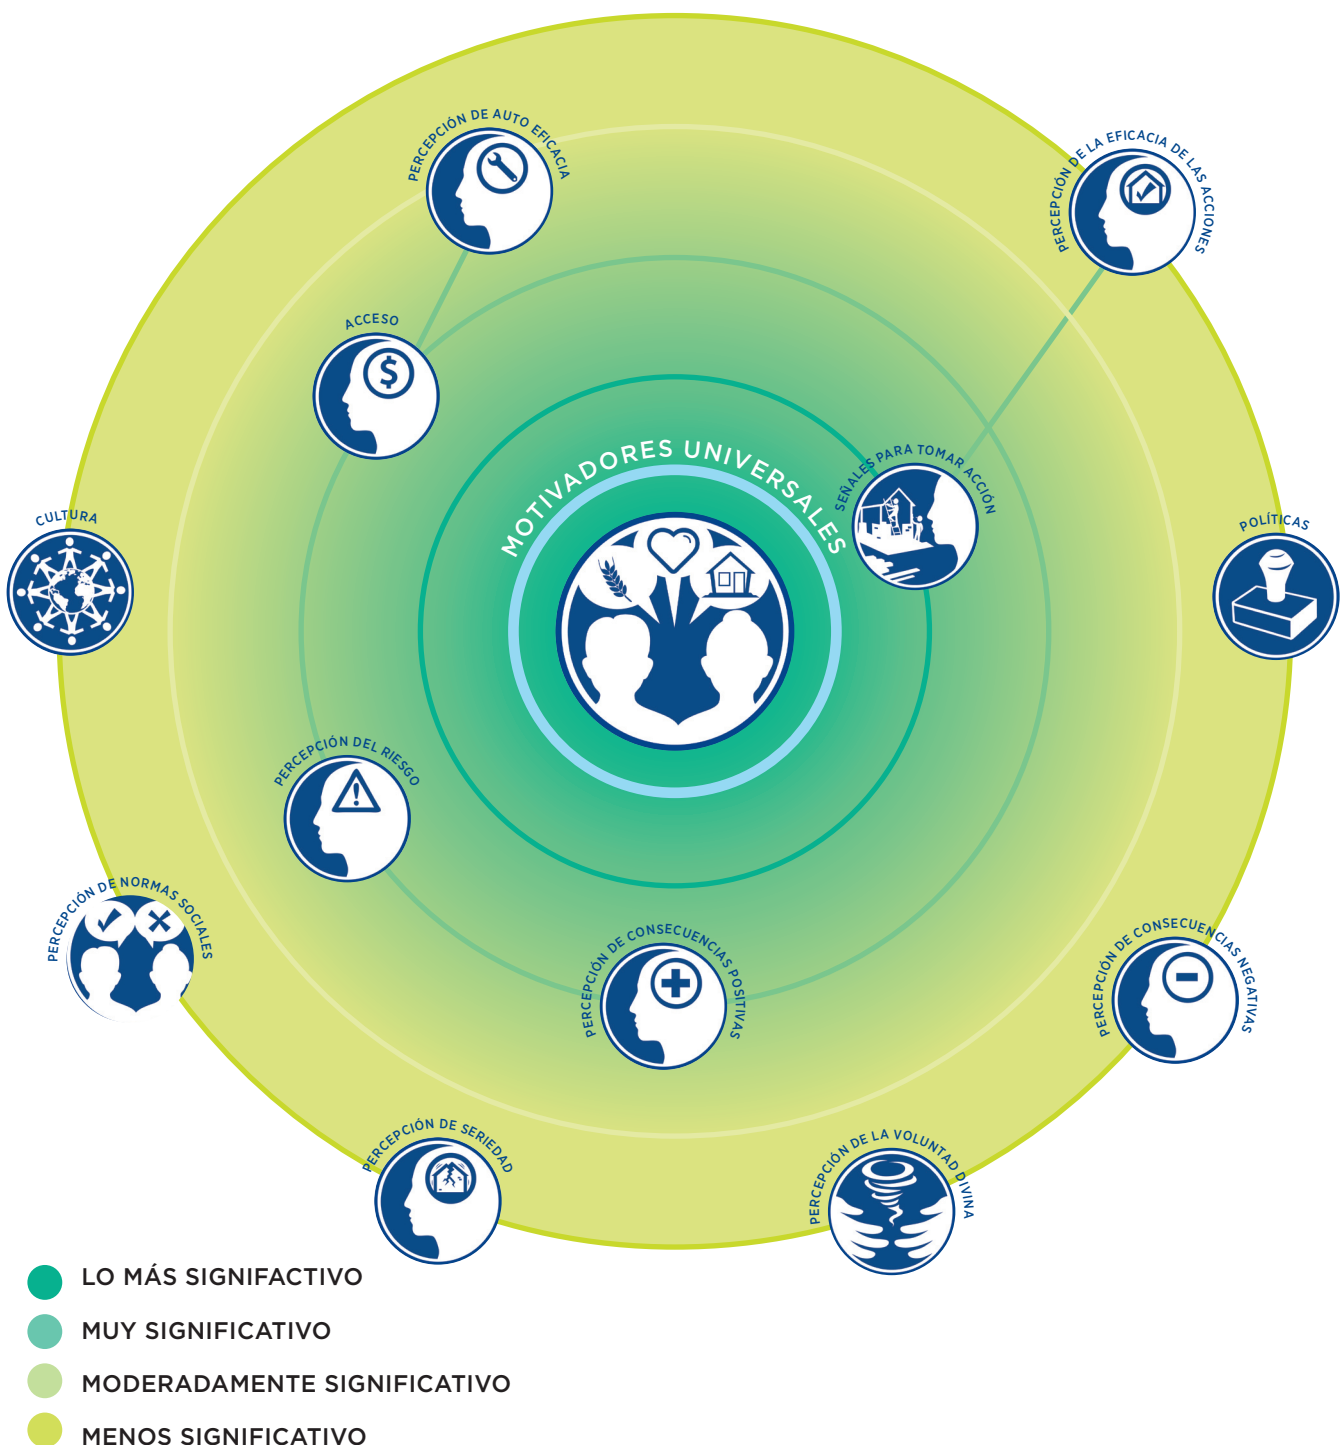 PERCEPCIÓN DE AUTO EFICACIA
PERCEPCIÓN DE LA EFICACIA DE LAS ACCIONES
ACCESO
$
MOTIVADORES UNIVERSALES
SEÑALES PARA TOMAR ACCIÓN
CULTURA
POLÍTICAS
PERCEPCIÓN DEL RIESGO
!
PERCEPCIÓN DE NORMAS SOCIALES
PERCEPCIÓN DE CONSECUENCIAS POSITIVAS
PERCEPCIÓN DE CONSECUENCIAS NEGATIVAS
PERCEPCIÓN DE SERIEDAD
PERCEPCIÓN DE LA VOLUNTAD DIVINA
LO MÁS SIGNIFACTIVO
MUY SIGNIFICATIVO
MODERADAMENTE SIGNIFICATIVO
MENOS SIGNIFICATIVO